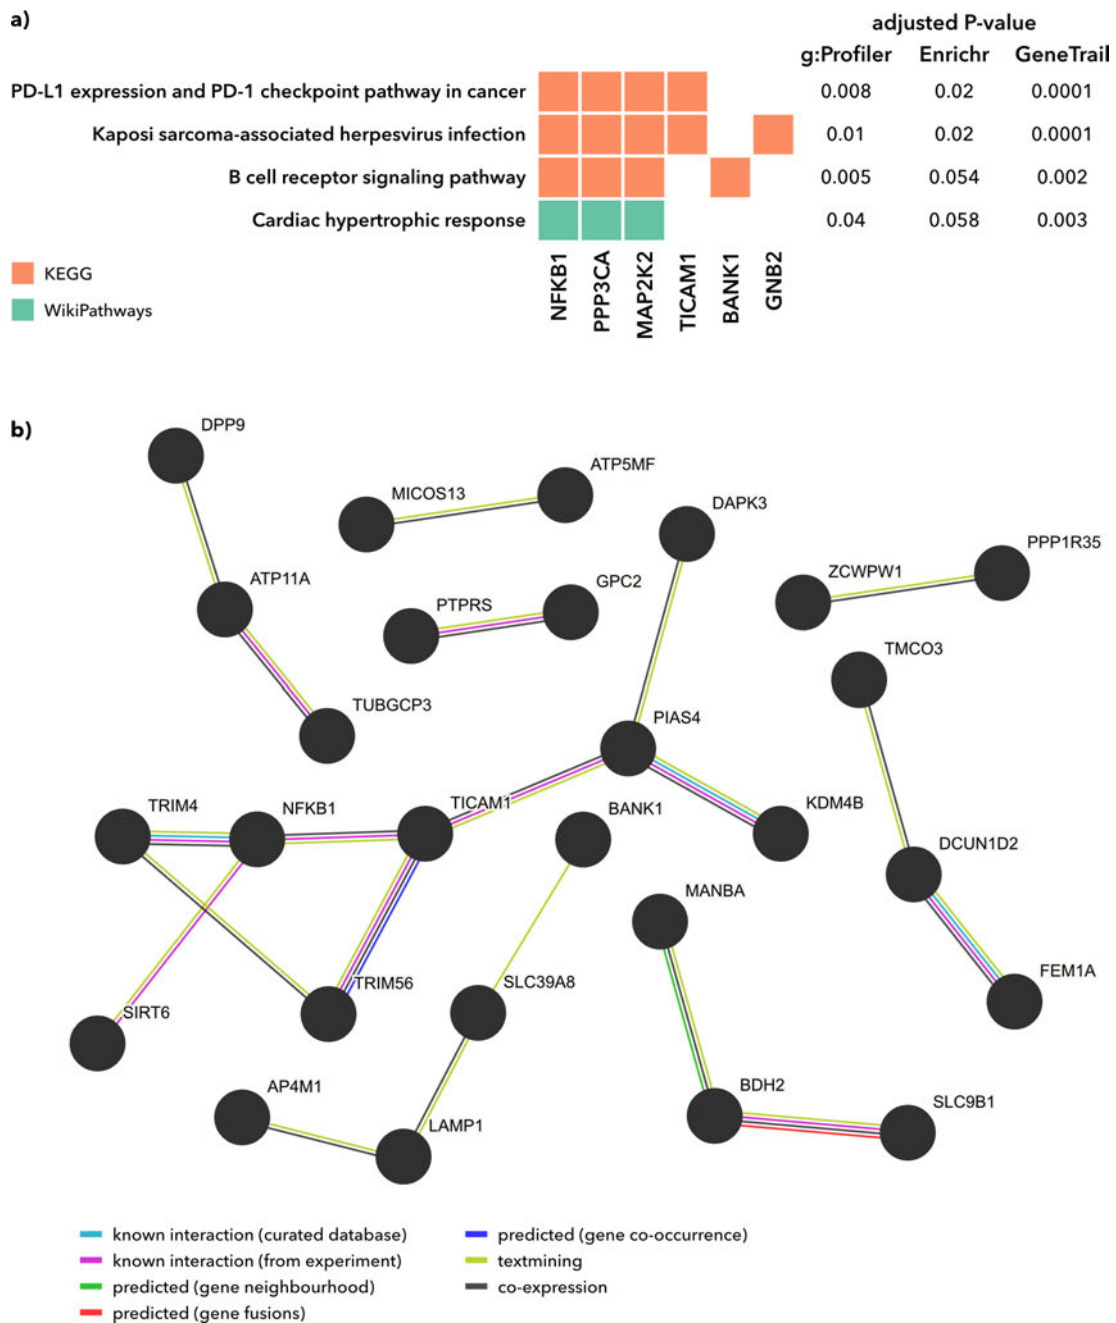 a)
adjusted P-value
g:Profiler Enrichr GeneTrail
PD-L1 expression and PD-1 checkpoint pathway in cancer 0.008 0.02 0.0001
Kaposi sarcoma-associated herpesvirus infection 0.01 0.02 0.0001
B cell receptor signaling pathway 0.005 0.054 0.002
Cardiac hypertrophic response 0.04 0.058 0.003
NFKB1 PPP3CA MAP2K2 TICAM1 BANK1 GNB2
KEGG
WikiPathways
b)
DPP9
ATP5MF
MICOS13
DAPK3
PPP1R35
ZCWPW1
ATP11A
GPC2
PTPRS
TMCO3
TUBGCP3
PIAS4
TRIM4
NFKB1
TICAM1
BANK1
KDM4B
DCUN1D2
MANBA
FEM1A
TRIM56
SLC39A8
SIRT6
AP4M1
BDH2
SLC9B1
LAMP1
known interaction (curated database)
known interaction (from experiment)
predicted (gene neighbourhood)
predicted (gene fusions)
predicted (gene co-occurrence)
textmining
co-expression